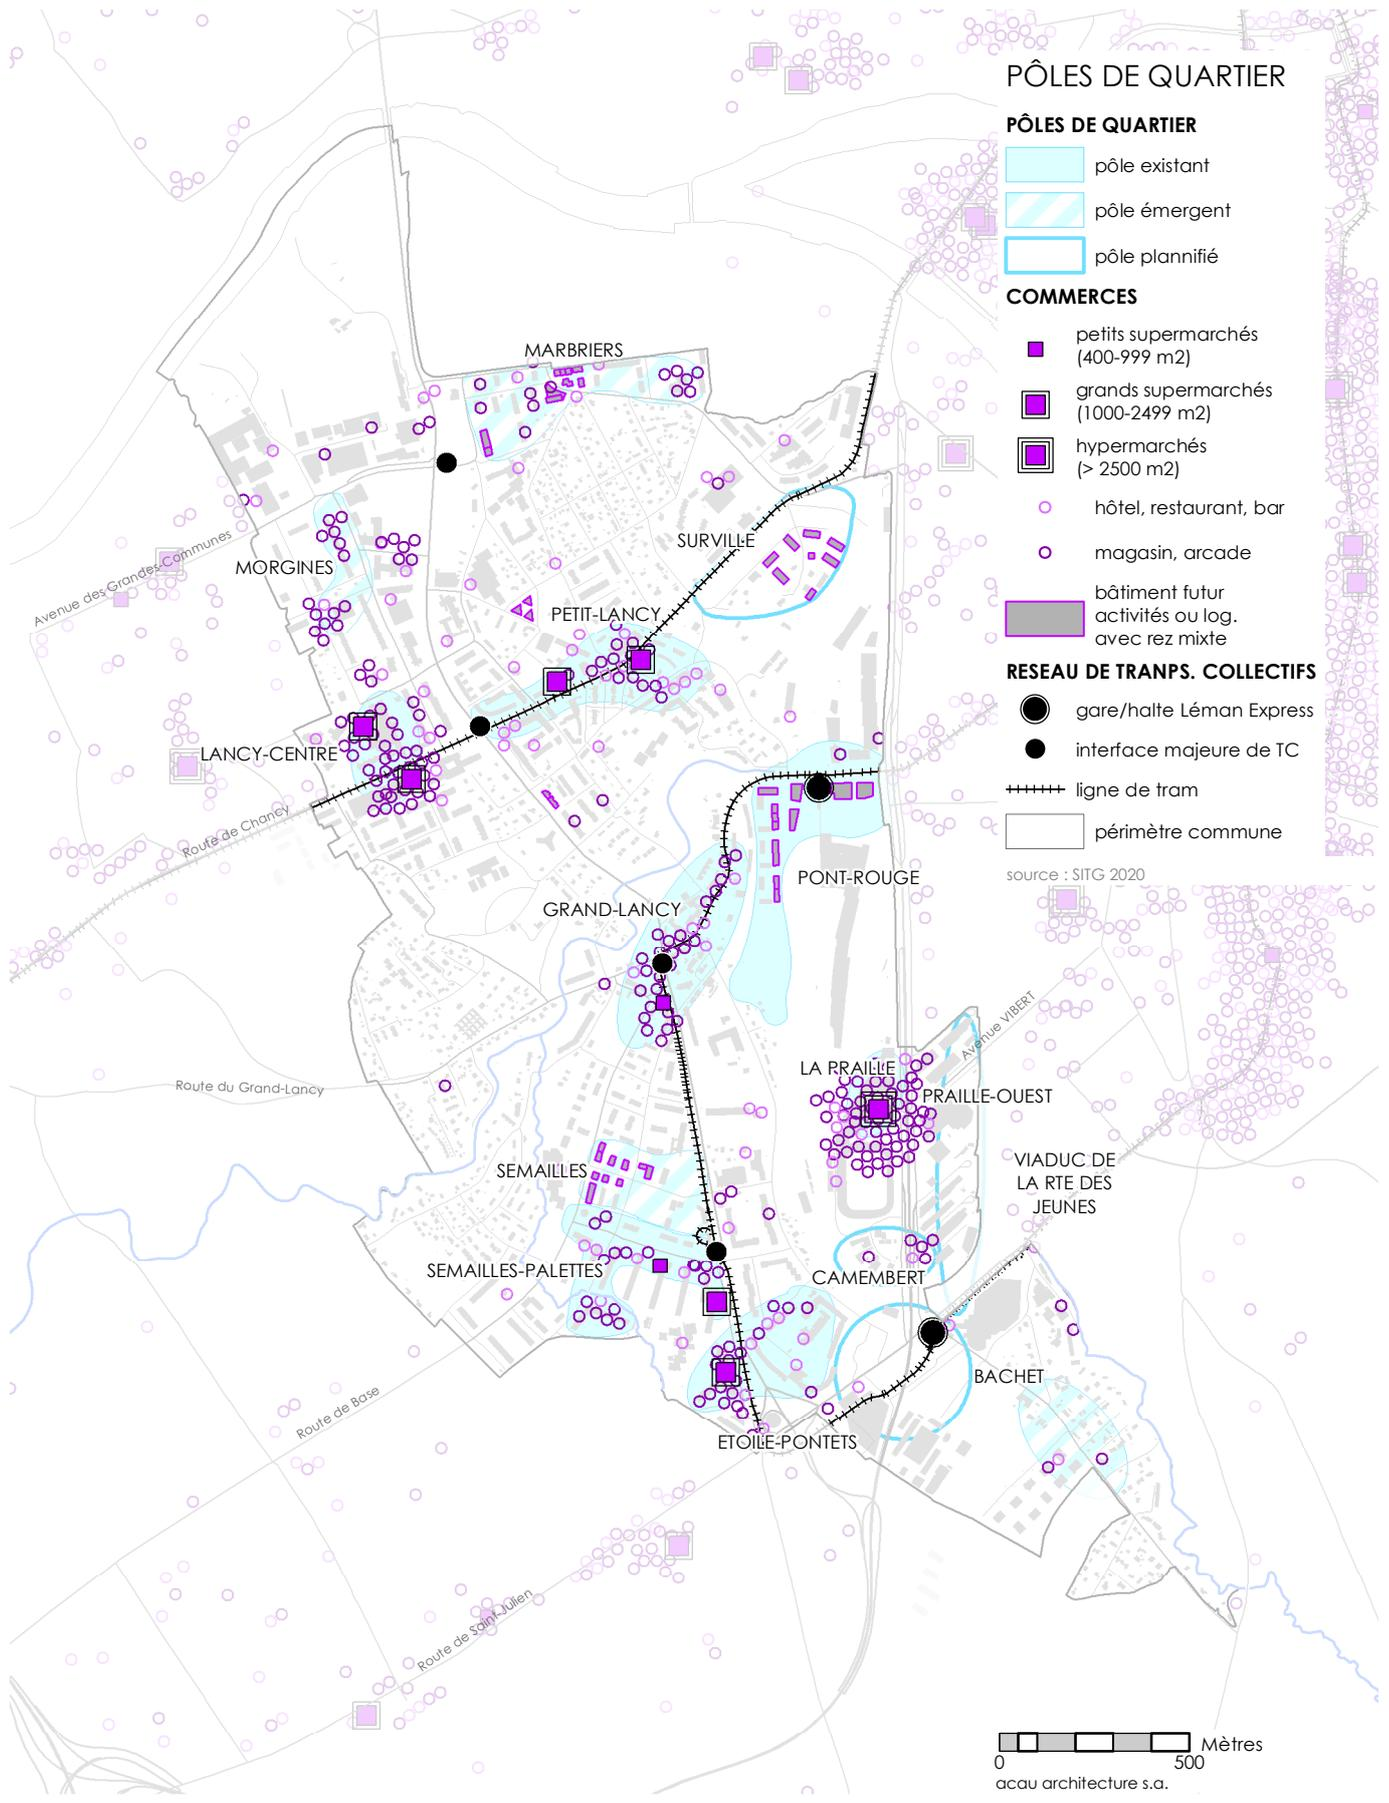 PÔLES DE QUARTIER
PÔLES DE QUARTIER
pôle existant
pôle émergent
pôle plannifié
COMMERCES
petits supermarchés
(400-999 m2)
grands supermarchés
(1000-2499 m2)
hypermarchés
(> 2500 m2)
hôtel, restaurant, bar
magasin, arcade
bâtiment futur
activités ou log.
avec rez mixte
RESEAU DE TRANPS. COLLECTIFS
gare/halte Léman Express
interface majeure de TC
ligne de tram
périmètre commune
source : SITG 2020
MARBRIERS
SURVILLE
Avenue des Grandes-Communes
MORGINES
PETIT-LANCY
LANCY-CENTRE
Route de Chancy
PONT-ROUGE
GRAND-LANCY
Avenue VIBERT
LA PRAILLE
Route du Grand-Lancy
PRAILLE-OUEST
SEMAILLES
VIADUC DE
LA RTE DES
JEUNES
SEMAILLES-PALETTES
CAMEMBERT
BACHET
Route de Base
ETOILE-PONTETS
Route de Saint-Julien
Mètres
0
500
acau architecture s.a.